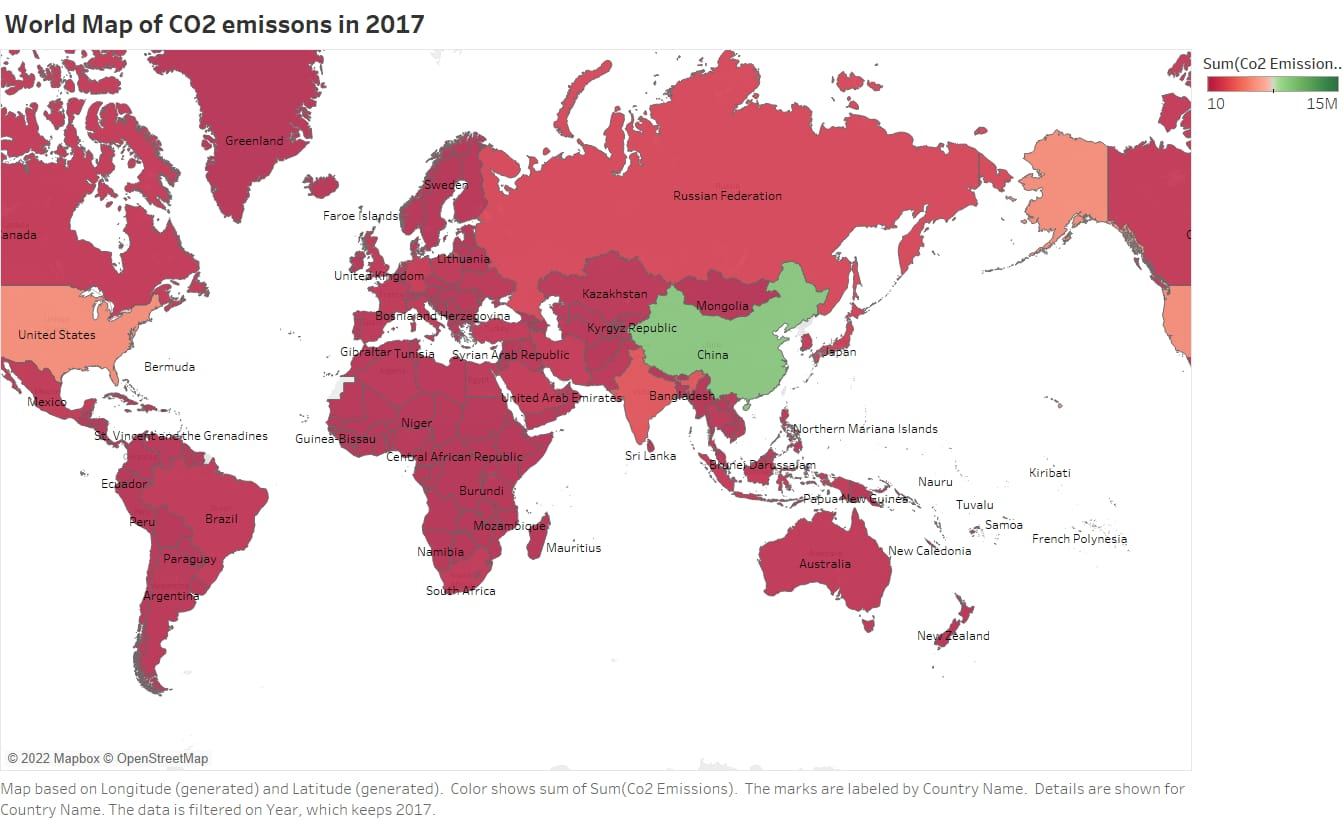 World Map of CO2 emissons in 2017
Sum(Co2 Emission..
10 15M
Greenland
Sweden
Russian Federation
Faroe Islands
anada
C
Lithuania
United Kingdom
Kazakhstan
Mongolia
Bosnia and Herzegovina
Kyrgyz Republic
United States
China
Japan
Gibraltar
Tunisia
Syrian Arab Republic
Bermuda
Mexico
United Arab Emirates
Bangladesh
Niger
Northern Mariana Islands
St. Vincent and the Grenadines
Guinea-Bissau
Central African Republic
Sri Lanka
Brunei Darussalam
Kiribati
Ecuador
Burundi
Nauru
Papua New Guinea
Tuvalu
Peru
Brazil
Mozambique
Samoa
French Polynesia
Namibia
Mauritius
New Caledonia
Paraguay
Australia
South Africa
Argentina
New Zealand
© 2022 Mapbox © OpenStreetMap
Map based on Longitude (generated) and Latitude (generated).  Color shows sum of Sum(Co2 Emissions).  The marks are labeled by Country Name.  Details are shown for
Country Name. The data is filtered on Year, which keeps 2017.